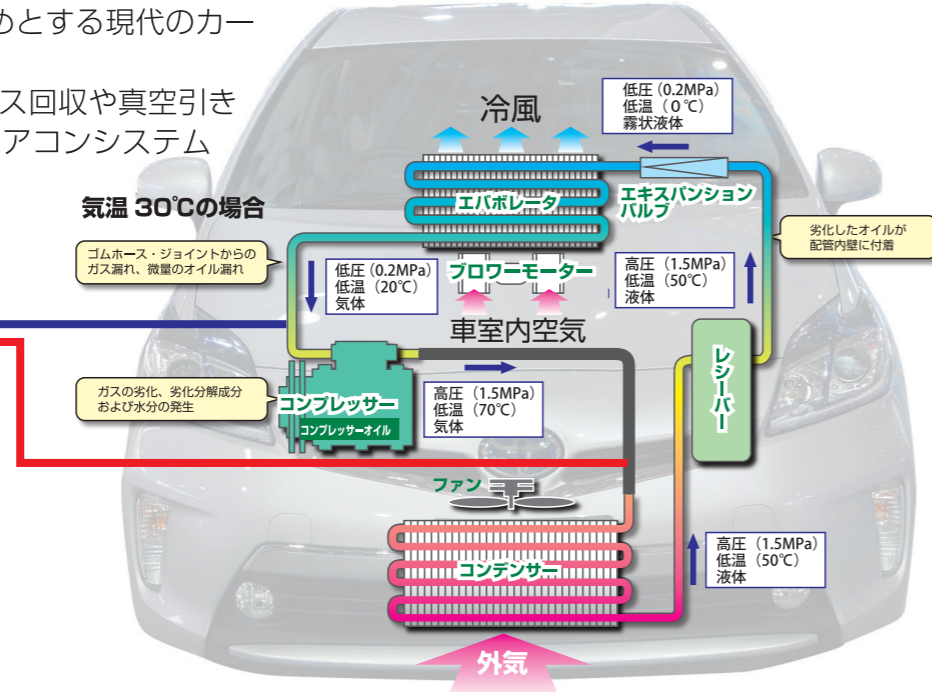 めとする現代のカー
ス回収や真空引き
エアコンシステム
気温 30℃の場合
冷風
低圧(0.2MPa)
低温(0℃)
霧状液体
エバポレータ
エキスパンション
バルブ
ゴムホース・ジョイントからの
ガス漏れ、微量のオイル漏れ
劣化したオイルが
配管内壁に付着
低圧(0.2MPa)
低温(20℃)
気体
ブロワーモーター
高圧(1.5MPa)
低温(50℃)
液体
車室内空気
レシーバー
ガスの劣化、劣化分解成分
および水分の発生
コンプレッサー
コンプレッサーオイル
高圧(1.5MPa)
低温(70℃)
気体
ファン
コンデンサー
高圧(1.5MPa)
低温(50℃)
液体
外気